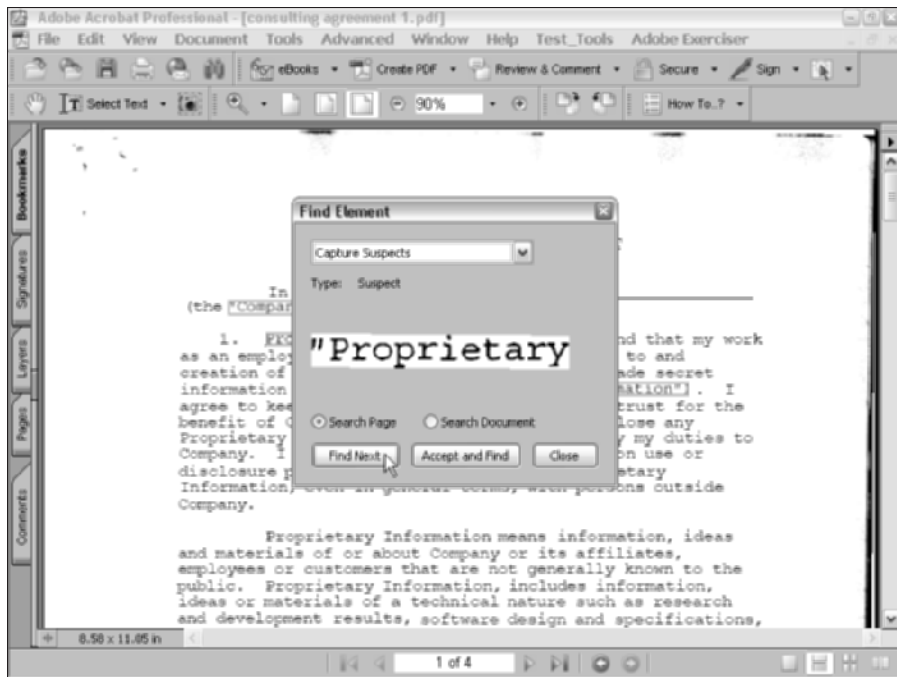 Adobe Acrobat Professional - [consulting agreement 1.pdf]
File Edit View Document Tools Advanced Window Help Test_Tools Adobe Exerciser
eBooks Create PDF Review & Comment Secure Sign
Select Text 90% How To..?
Bookmarks
Signatures
Layers
Pages
Comments
Find Element
Capture Suspects
Type: Suspect
"Proprietary
Search Page Search Document
Find Next Accept and Find Close
In
(the "Compan
1. nd that my work
as an employ to and
creation of ade secret
information mation"). I
agree to kee trust for the
benefit of C lose any
Proprietary y my duties to
Company. I on use or
disclosure p etary
Information, even in general terms, with persons outside
Company.
Proprietary Information means information, ideas
and materials of or about Company or its affiliates,
employees or customers that are not generally known to the
public. Proprietary Information, includes information,
ideas or materials of a technical nature such as research
and development results, software design and specifications,
8.58 x 11.05 in
1 of 4